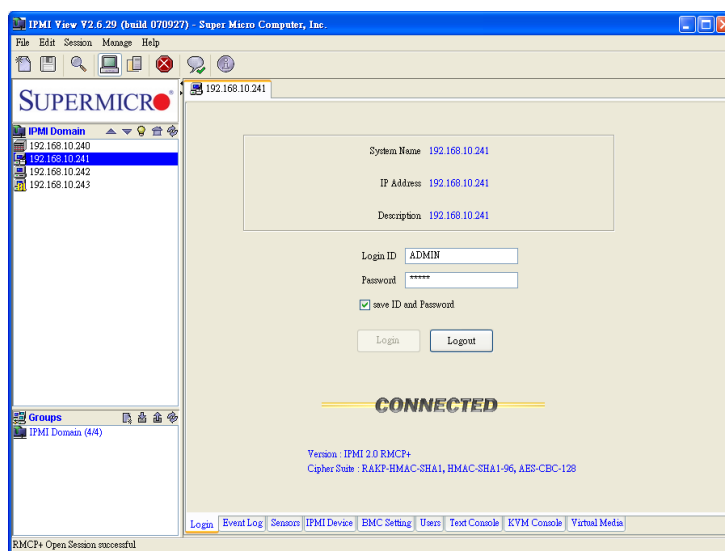 IPMI View V2.6.29 (build 070927) - Super Micro Computer, Inc.
File Edit Session Manage Help
SUPERMICRO
192.168.10.241
IPMI Domain
192.168.10.240
192.168.10.241
192.168.10.242
192.168.10.243
System Name 192.168.10.241
IP Address 192.168.10.241
Description 192.168.10.241
Login ID ADMIN
Password *****
save ID and Password
Login Logout
CONNECTED
Groups
IPMI Domain (4/4)
Version : IPMI 2.0 RMCP+
Cipher Suite : RAKP-HMAC-SHA1, HMAC-SHA1-96, AES-CBC-128
Login Event Log Sensors IPMI Device BMC Setting Users Text Console KVM Console Virtual Media
RMCP+ Open Session successful